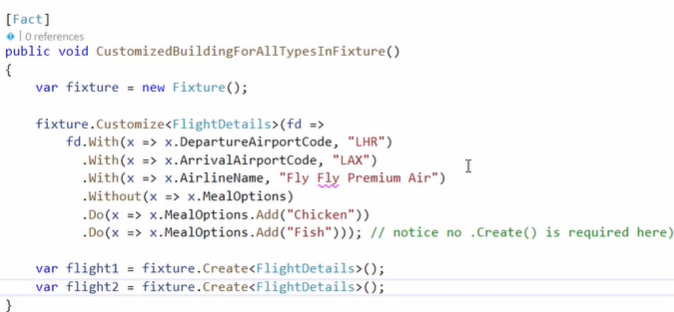 [Fact]
| 0 references
public void CustomizedBuildingForAllTypesInFixture()
{
    var fixture = new Fixture();

    fixture.Customize<FlightDetails>(fd =>
        fd.With(x => x.DepartureAirportCode, "LHR")
          .With(x => x.ArrivalAirportCode, "LAX")
          .With(x => x.AirlineName, "Fly Fly Premium Air")
          .Without(x => x.MealOptions)
          .Do(x => x.MealOptions.Add("Chicken"))
          .Do(x => x.MealOptions.Add("Fish"))); // notice no .Create() is required here)

    var flight1 = fixture.Create<FlightDetails>();
    var flight2 = fixture.Create<FlightDetails>();
}